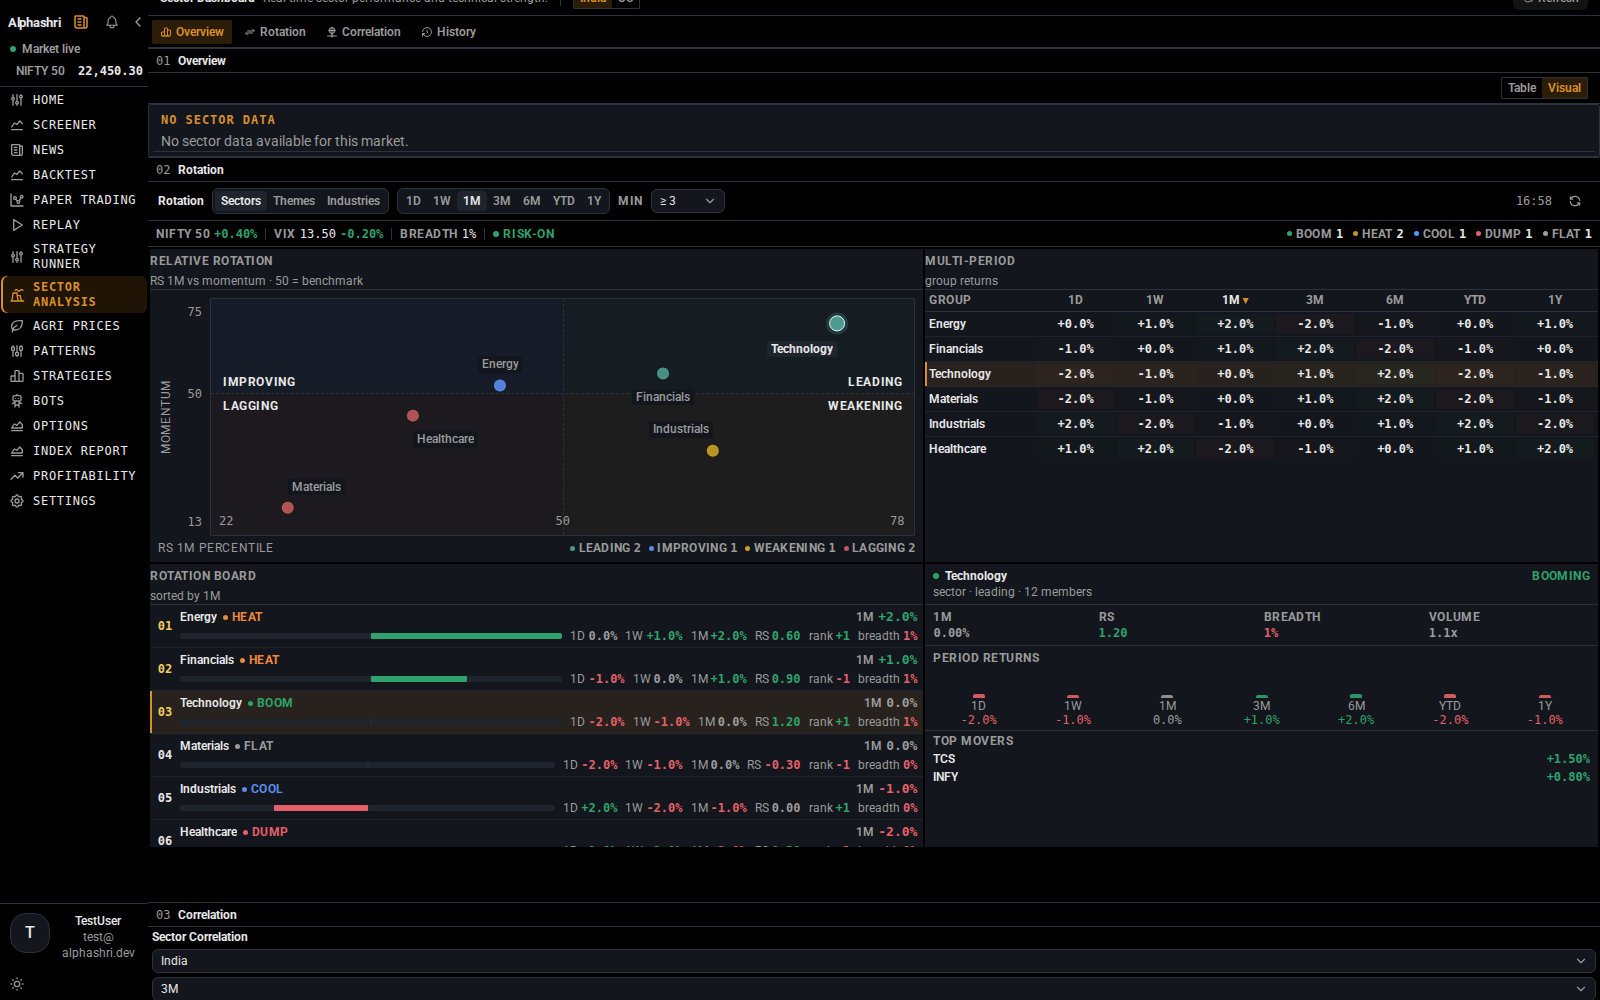 Alphashri
Market live
NIFTY 50 22,450.30
HOME
SCREENER
NEWS
BACKTEST
PAPER TRADING
REPLAY
STRATEGY
RUNNER
SECTOR
ANALYSIS
AGRI PRICES
PATTERNS
STRATEGIES
BOTS
OPTIONS
INDEX REPORT
PROFITABILITY
SETTINGS
T
TestUser
test@
alphashri.dev
Sector Dashboard Real-time sector performance and technical strength. India US Refresh
Overview Rotation Correlation History
01 Overview
Table Visual
NO SECTOR DATA
No sector data available for this market.
02 Rotation
Rotation Sectors Themes Industries 1D 1W 1M 3M 6M YTD 1Y MIN ≥ 3 16:58
NIFTY 50 +0.40% VIX 13.50 -0.20% BREADTH 1% RISK-ON BOOM 1 HEAT 2 COOL 1 DUMP 1 FLAT 1
RELATIVE ROTATION
RS 1M vs momentum · 50 = benchmark
75
Technology
Energy
Financials
IMPROVING LEADING
50
LAGGING WEAKENING
MOMENTUM
Industrials
Healthcare
Materials
13 22 50 78
RS 1M PERCENTILE LEADING 2 IMPROVING 1 WEAKENING 1 LAGGING 2
MULTI-PERIOD
group returns
GROUP 1D 1W 1M ▼ 3M 6M YTD 1Y
Energy +0.0% +1.0% +2.0% -2.0% -1.0% +0.0% +1.0%
Financials -1.0% +0.0% +1.0% +2.0% -2.0% -1.0% +0.0%
Technology -2.0% -1.0% +0.0% +1.0% +2.0% -2.0% -1.0%
Materials -2.0% -1.0% +0.0% +1.0% +2.0% -2.0% -1.0%
Industrials +2.0% -2.0% -1.0% +0.0% +1.0% +2.0% -2.0%
Healthcare +1.0% +2.0% -2.0% -1.0% +0.0% +1.0% +2.0%
ROTATION BOARD
sorted by 1M
01 Energy HEAT 1M +2.0%
1D 0.0% 1W +1.0% 1M +2.0% RS 0.60 rank +1 breadth 1%
02 Financials HEAT 1M +1.0%
1D -1.0% 1W 0.0% 1M +1.0% RS 0.90 rank -1 breadth 1%
03 Technology BOOM 1M 0.0%
1D -2.0% 1W -1.0% 1M 0.0% RS 1.20 rank +1 breadth 1%
04 Materials FLAT 1M 0.0%
1D -2.0% 1W -1.0% 1M 0.0% RS -0.30 rank -1 breadth 0%
05 Industrials COOL 1M -1.0%
1D +2.0% 1W -2.0% 1M -1.0% RS 0.00 rank +1 breadth 0%
06 Healthcare DUMP 1M -2.0%
Technology BOOMING
sector · leading · 12 members
1M RS BREADTH VOLUME
0.00% 1.20 1% 1.1x
PERIOD RETURNS
1D 1W 1M 3M 6M YTD 1Y
-2.0% -1.0% 0.0% +1.0% +2.0% -2.0% -1.0%
TOP MOVERS
TCS +1.50%
INFY +0.80%
03 Correlation
Sector Correlation
India
3M